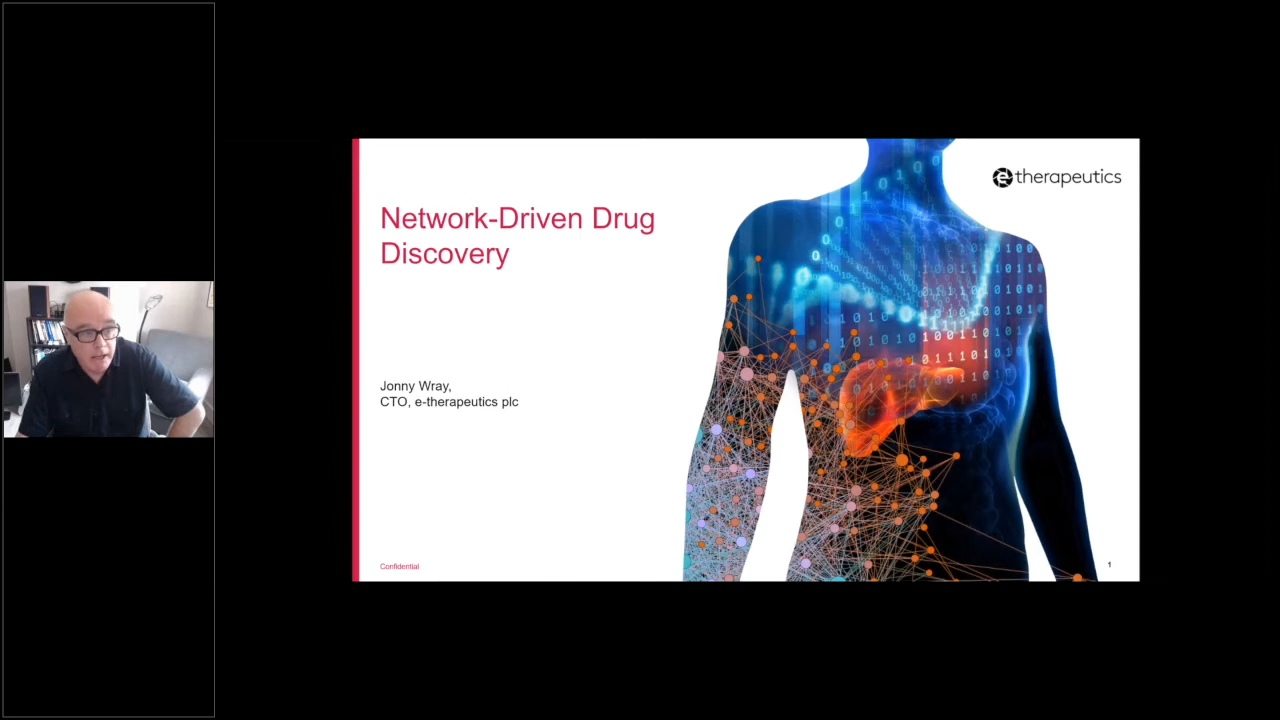 e-therapeutics
Network-Driven Drug
Discovery
Jonny Wray,
CTO, e-therapeutics plc
Confidential
1